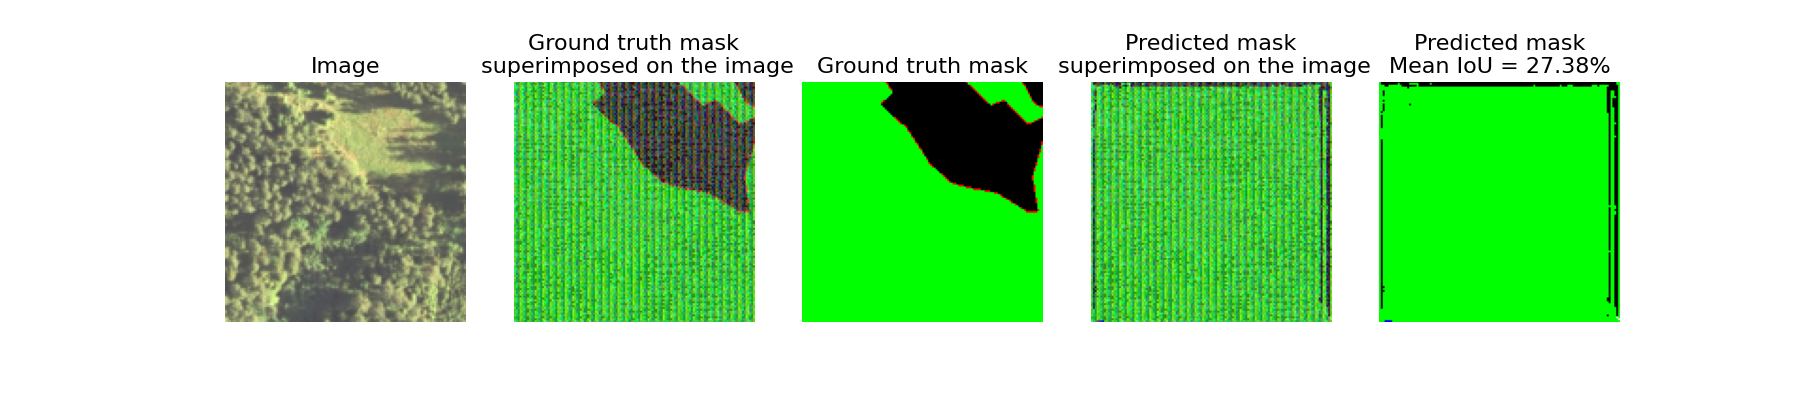 Image
Ground truth mask
superimposed on the image
Ground truth mask
Predicted mask
superimposed on the image
Predicted mask
Mean IoU = 27.38%